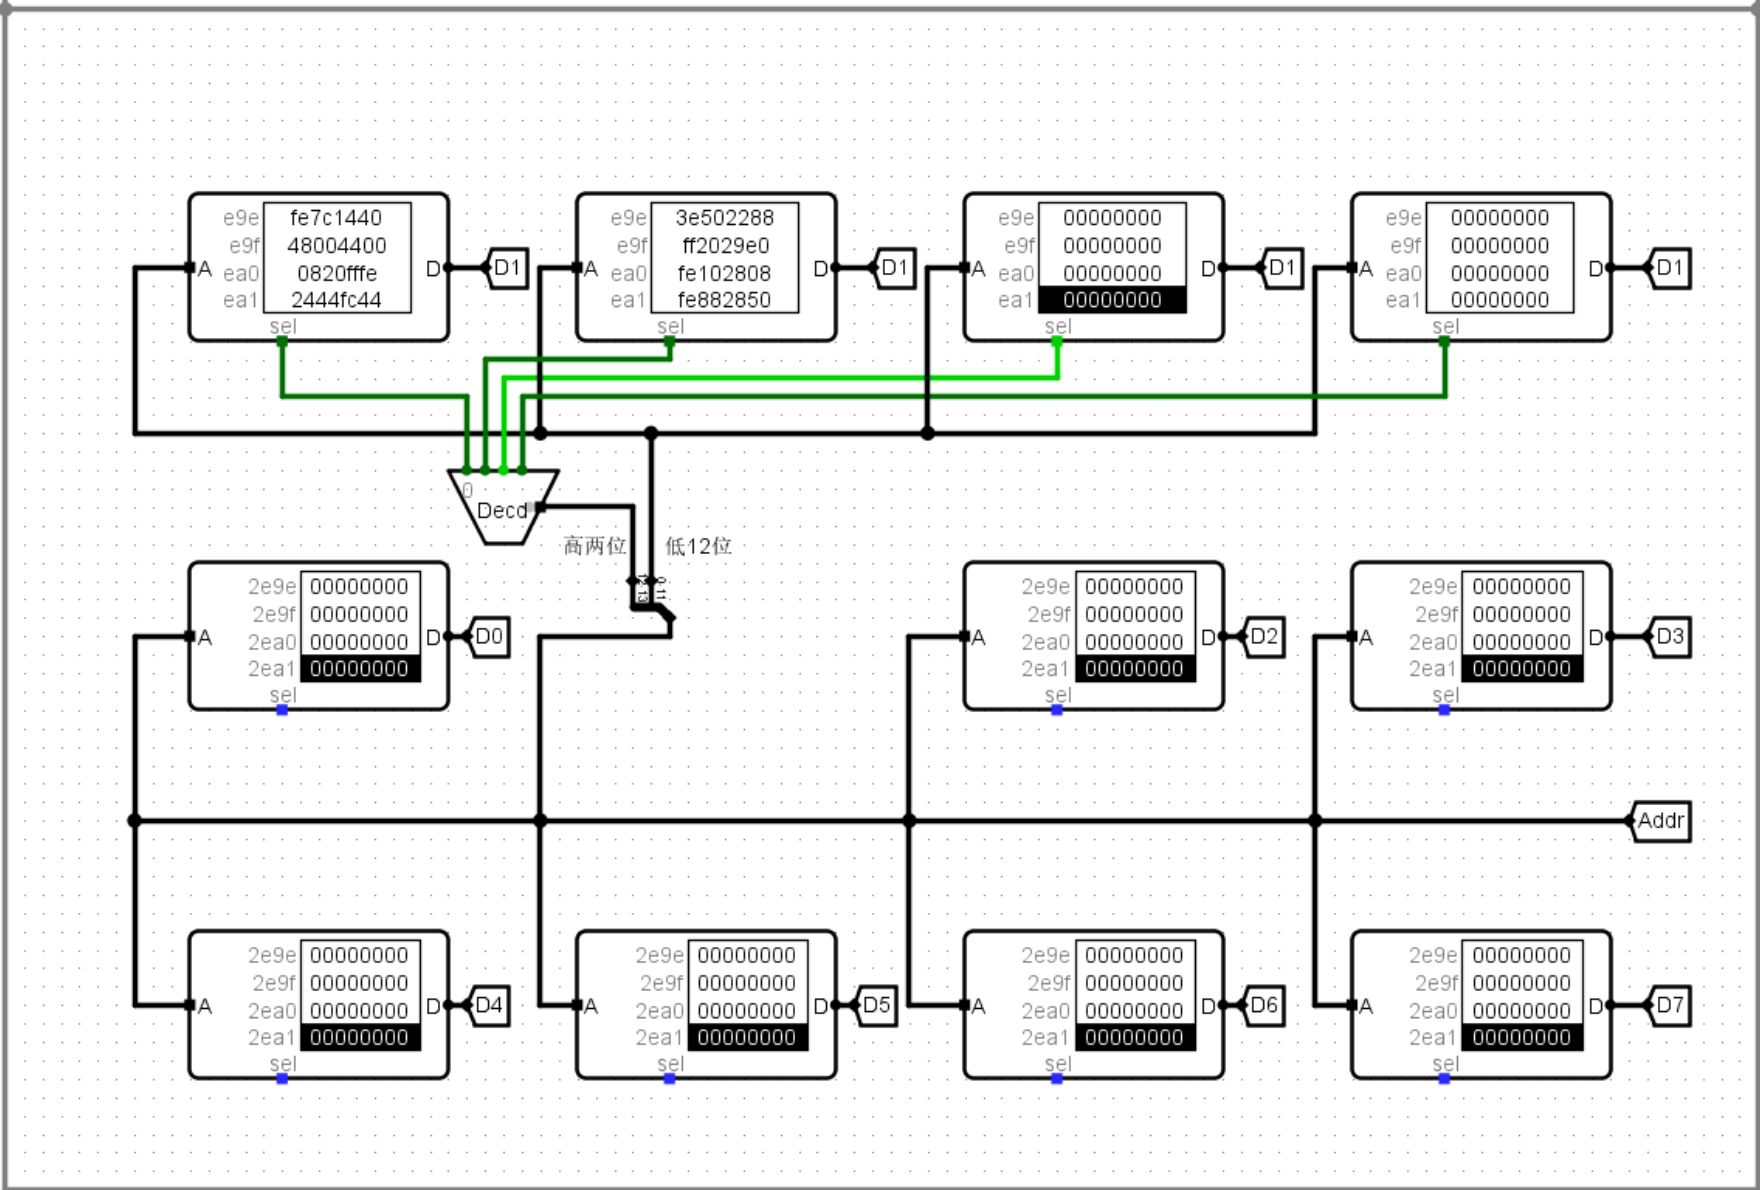 e9e fe7c1440
e9f 48004400
A ea0 0820fffe D D1
ea1 2444fc44
sel
e9e 3e502288
e9f ff2029e0
A ea0 fe102808 D D1
ea1 fe882850
sel
e9e 00000000
e9f 00000000
A ea0 00000000 D D1
ea1 00000000
sel
e9e 00000000
e9f 00000000
A ea0 00000000 D D1
ea1 00000000
sel
0
Decd
高两位 低12位
2e9e 00000000
2e9f 00000000
A 2ea0 00000000 D D0
2ea1 00000000
sel
2e9e 00000000
2e9f 00000000
A 2ea0 00000000 D D2
2ea1 00000000
sel
2e9e 00000000
2e9f 00000000
A 2ea0 00000000 D D3
2ea1 00000000
sel
Addr
2e9e 00000000
2e9f 00000000
A 2ea0 00000000 D D4
2ea1 00000000
sel
2e9e 00000000
2e9f 00000000
A 2ea0 00000000 D D5
2ea1 00000000
sel
2e9e 00000000
2e9f 00000000
A 2ea0 00000000 D D6
2ea1 00000000
sel
2e9e 00000000
2e9f 00000000
A 2ea0 00000000 D D7
2ea1 00000000
sel